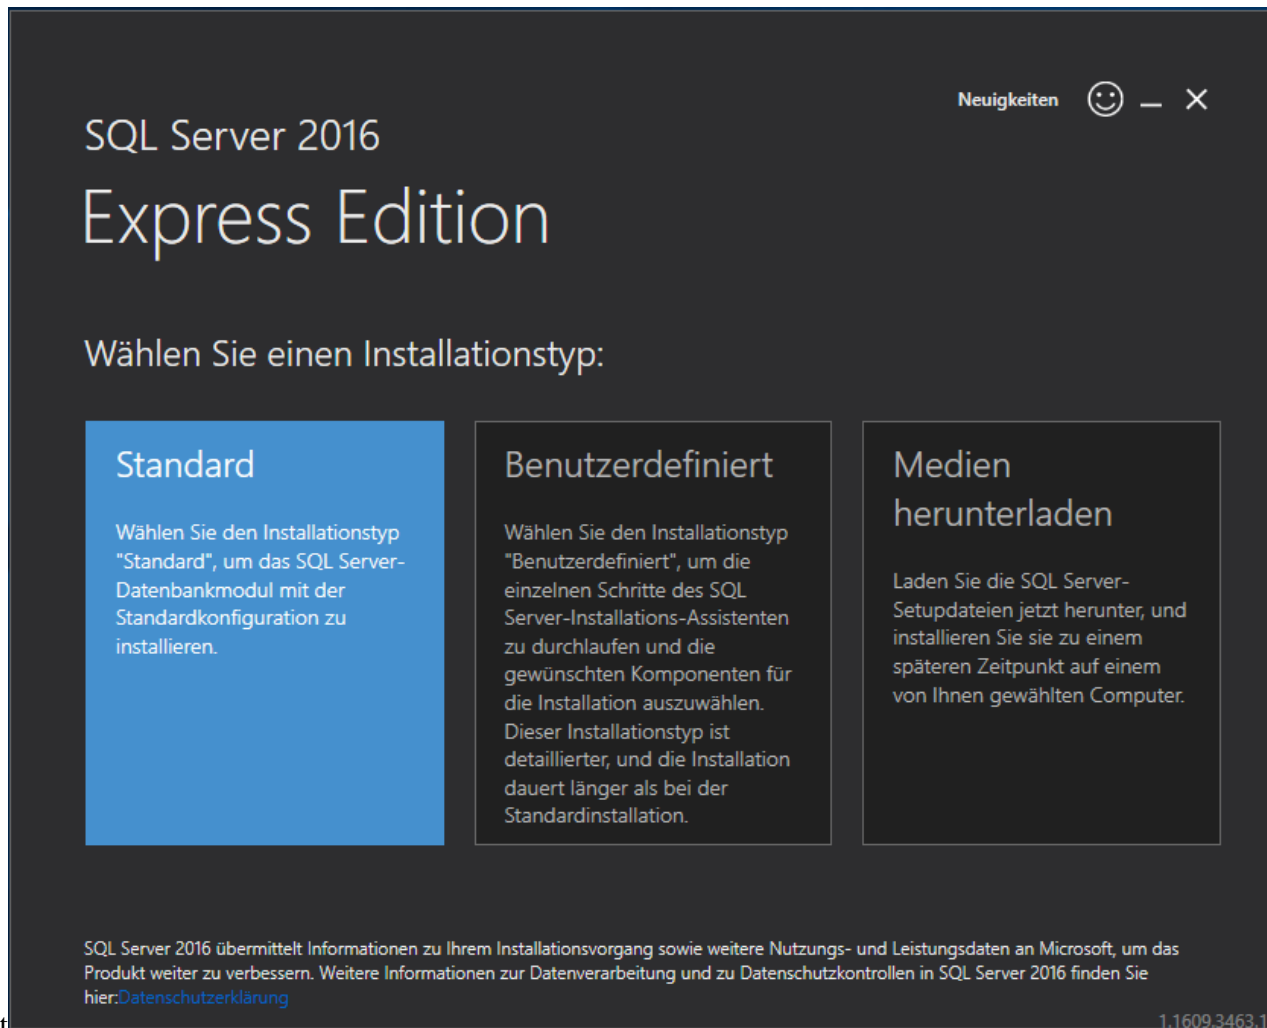 Neuigkeiten
SQL Server 2016
Express Edition
Wählen Sie einen Installationstyp:
Standard
Wählen Sie den Installationstyp
"Standard", um das SQL Server-
Datenbankmodul mit der
Standardkonfiguration zu
installieren.
Benutzerdefiniert
Wählen Sie den Installationstyp
"Benutzerdefiniert", um die
einzelnen Schritte des SQL
Server-Installations-Assistenten
zu durchlaufen und die
gewünschten Komponenten für
die Installation auszuwählen.
Dieser Installationstyp ist
detaillierter, und die Installation
dauert länger als bei der
Standardinstallation.
Medien
herunterladen
Laden Sie die SQL Server-
Setupdateien jetzt herunter, und
installieren Sie sie zu einem
späteren Zeitpunkt auf einem
von Ihnen gewählten Computer.
SQL Server 2016 übermittelt Informationen zu Ihrem Installationsvorgang sowie weitere Nutzungs- und Leistungsdaten an Microsoft, um das
Produkt weiter zu verbessern. Weitere Informationen zur Datenverarbeitung und zu Datenschutzkontrollen in SQL Server 2016 finden Sie
hier:Datenschutzerklärung
t
1.1609.3463.1